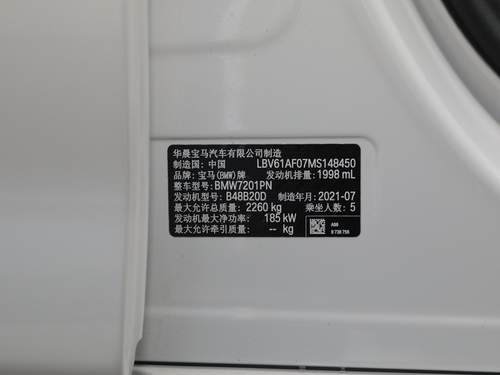 华晨宝马汽车有限公司制造
制造国: 中国 LBV61AF07MS148450
品牌: 宝马(BMW)牌 发动机排量: 1998 mL
整车型号: BMW7201PN
发动机型号: B48B20D 制造年月: 2021-07
最大允许总质量: 2260 kg 乘坐人数: 5
最大净功率: 185 kW
最大允许牵引质量: -- kg